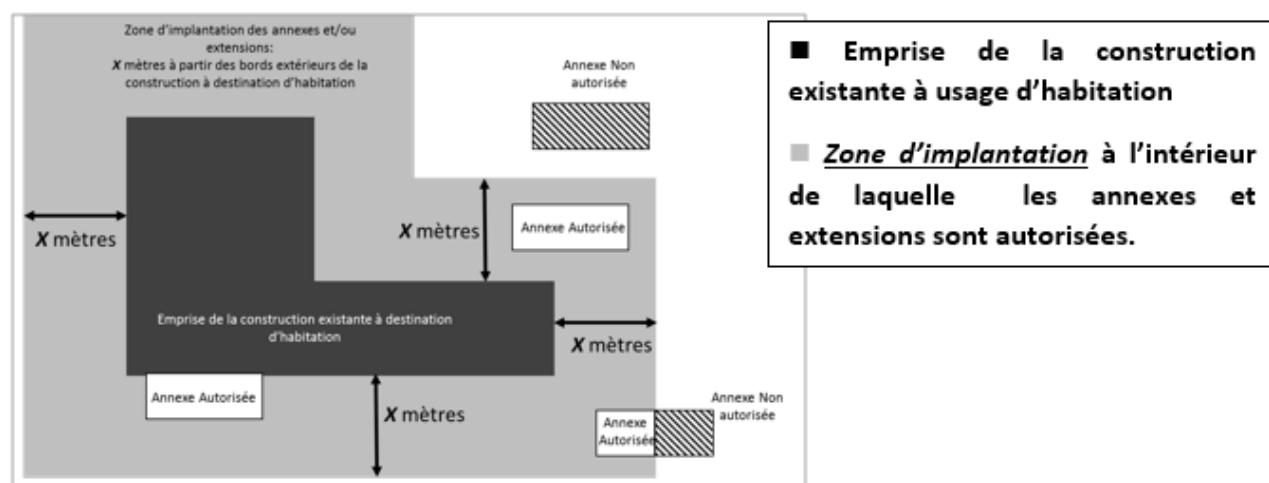 Zone d'implantation des annexes et/ou
extensions:
X mètres à partir des bords extérieurs de la
construction à destination d'habitation
Annexe Non
autorisée
X mètres
X mètres
Annexe Autorisée
Emprise de la construction existante à destination
d'habitation
X mètres
Annexe Autorisée
X mètres
Annexe
Autorisée
Annexe Non
autorisée
■ Emprise de la construction
existante à usage d'habitation
■ Zone d'implantation à l'intérieur
de laquelle les annexes et
extensions sont autorisées.